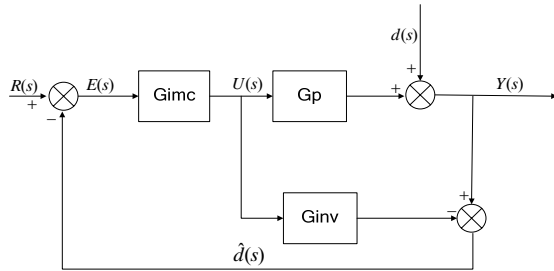 d(s)
+
R(s) + E(s) Gimc U(s) Gp + Y(s)
−
+
− Ginv
d̂(s)